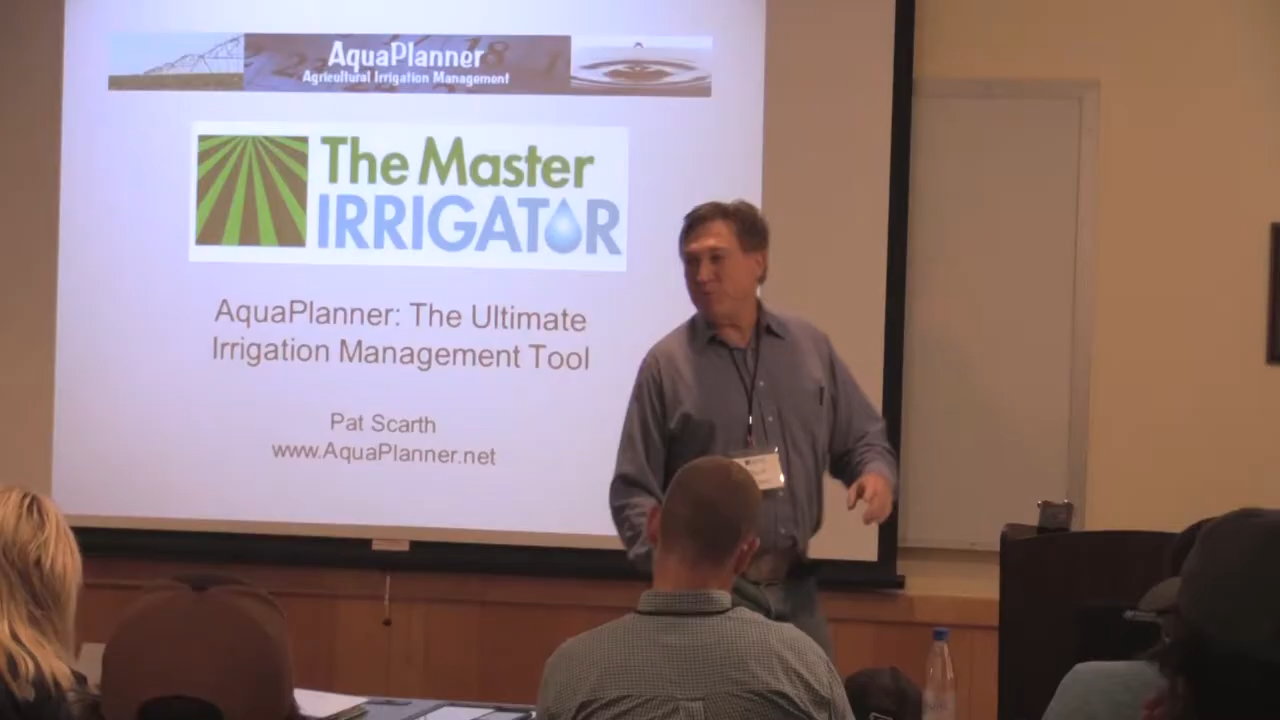 AquaPlanner
Agricultural Irrigation Management
The Master
IRRIGATOR
AquaPlanner: The Ultimate
Irrigation Management Tool
Pat Scarth
www.AquaPlanner.net